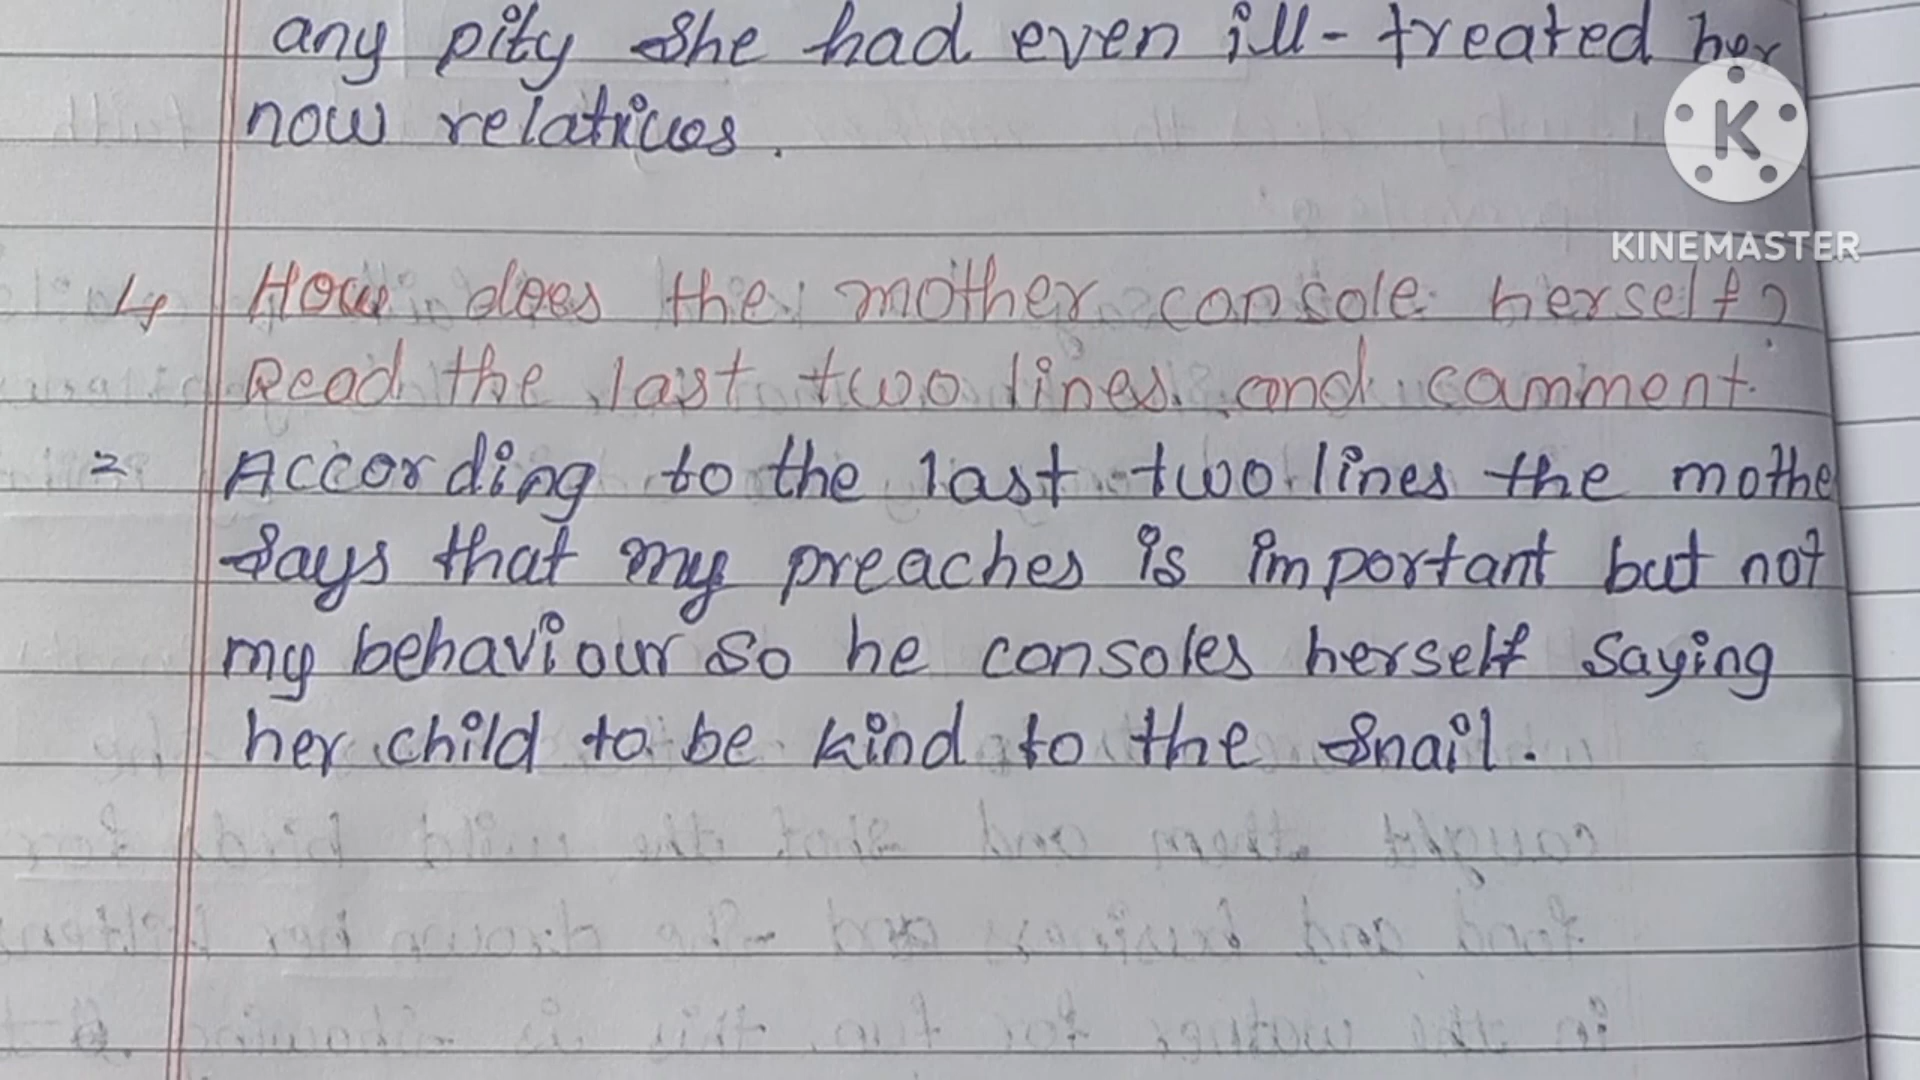 any pity she had even ill-treated her
now relatives.
K
KINEMASTER
4 How does the mother console herself?
Read the last two lines and camment.
= According to the last two lines the mothe
says that my preaches is important but not
my behaviour so he consoles herself saying
her child to be kind to the snail.